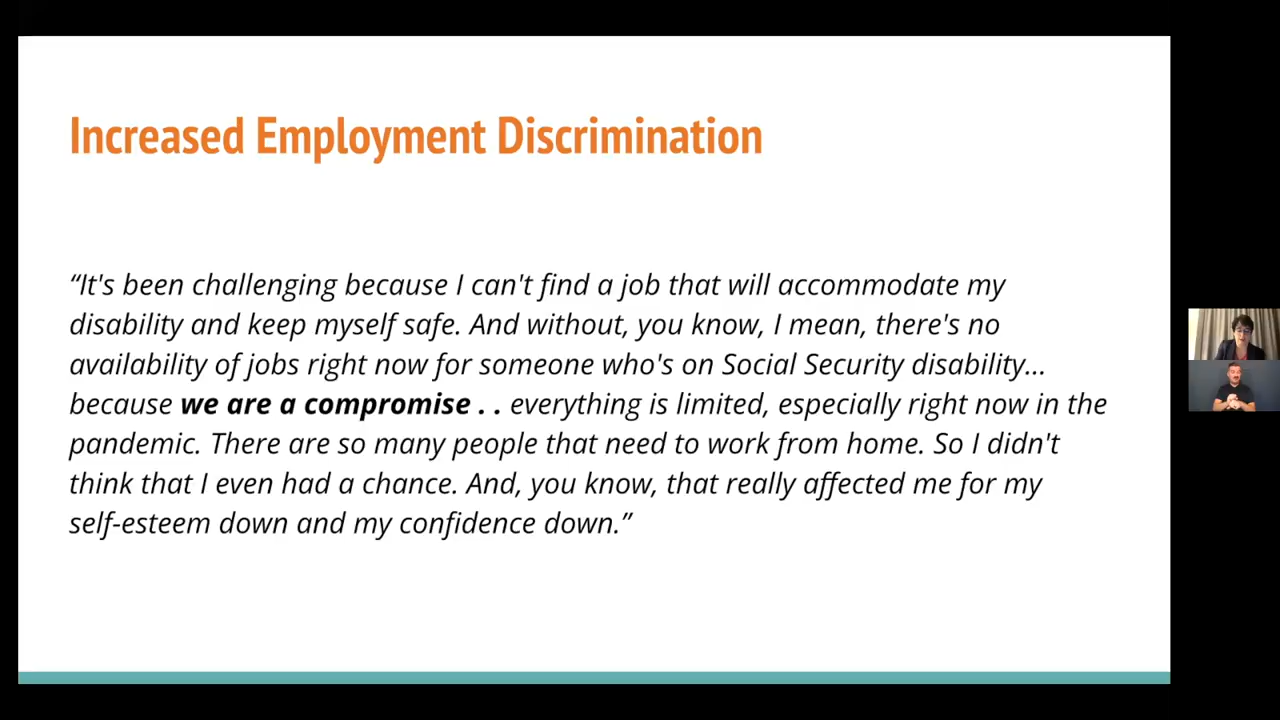 Increased Employment Discrimination
“It's been challenging because I can't find a job that will accommodate my
disability and keep myself safe. And without, you know, I mean, there's no
availability of jobs right now for someone who's on Social Security disability...
because we are a compromise . . everything is limited, especially right now in the
pandemic. There are so many people that need to work from home. So I didn't
think that I even had a chance. And, you know, that really affected me for my
self-esteem down and my confidence down.”